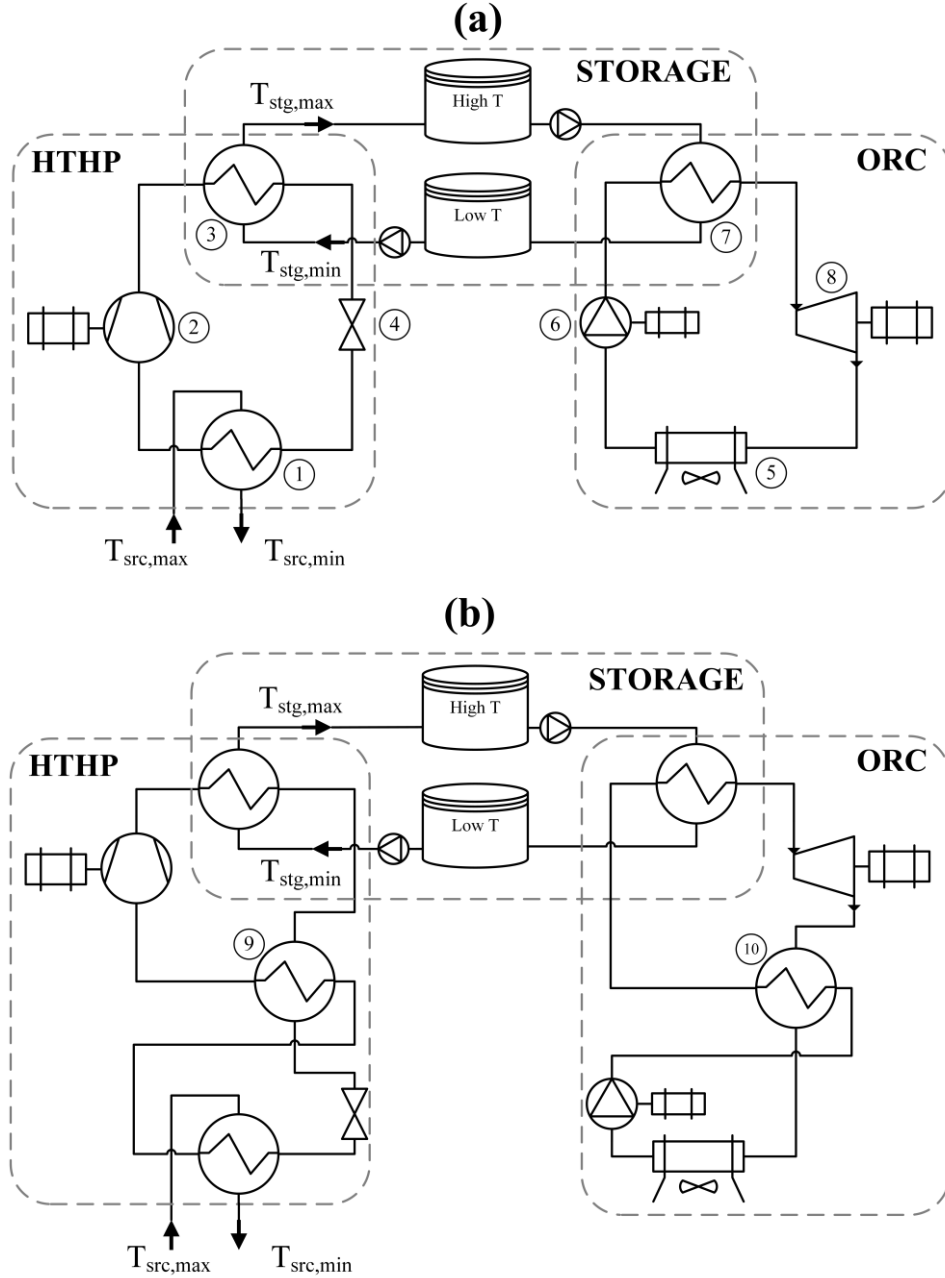 (a)
STORAGE
T_stg,max
High T
HTHP
ORC
Low T
3
7
T_stg,min
8
2
4
6
1
5
T_src,max
T_src,min
(b)
STORAGE
T_stg,max
High T
HTHP
ORC
Low T
T_stg,min
9
10
T_src,max
T_src,min